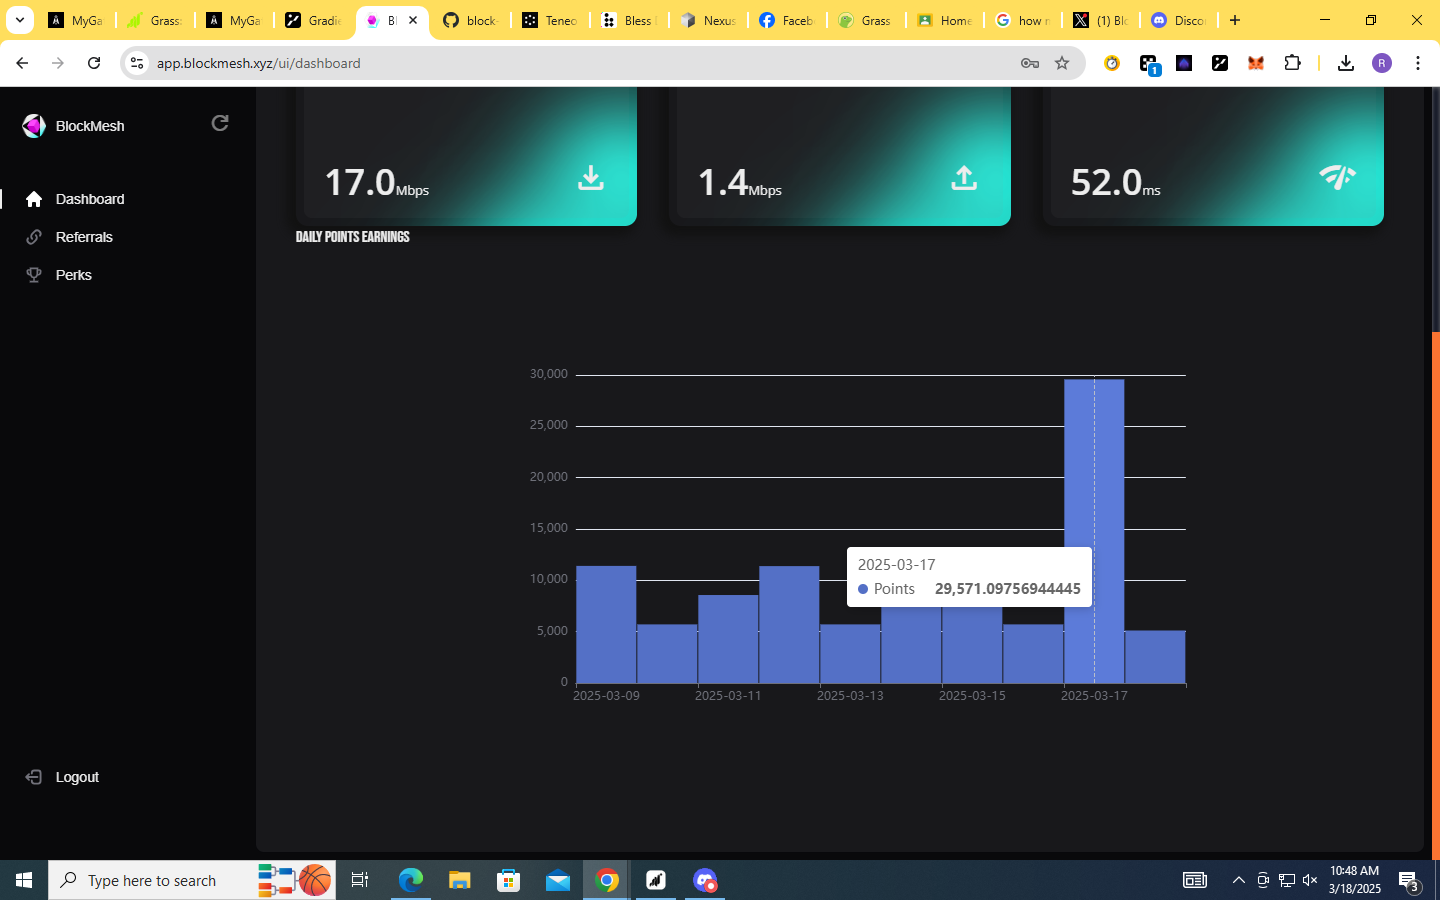 MyGa
Grass
MyGa
Gradie
Bl
block-
Teneo
Bless
Nexus
Faceb
Grass
Home
how n
(1) Blo
Disco
app.blockmesh.xyz/ui/dashboard
1
R
BlockMesh
Dashboard
Referrals
Perks
Logout
17.0Mbps
1.4Mbps
52.0ms
DAILY POINTS EARNINGS
30,000
25,000
20,000
15,000
10,000
5,000
0
2025-03-17
Points 29,571.09756944445
2025-03-09 2025-03-11 2025-03-13 2025-03-15 2025-03-17
Type here to search
10:48 AM
3/18/2025
3